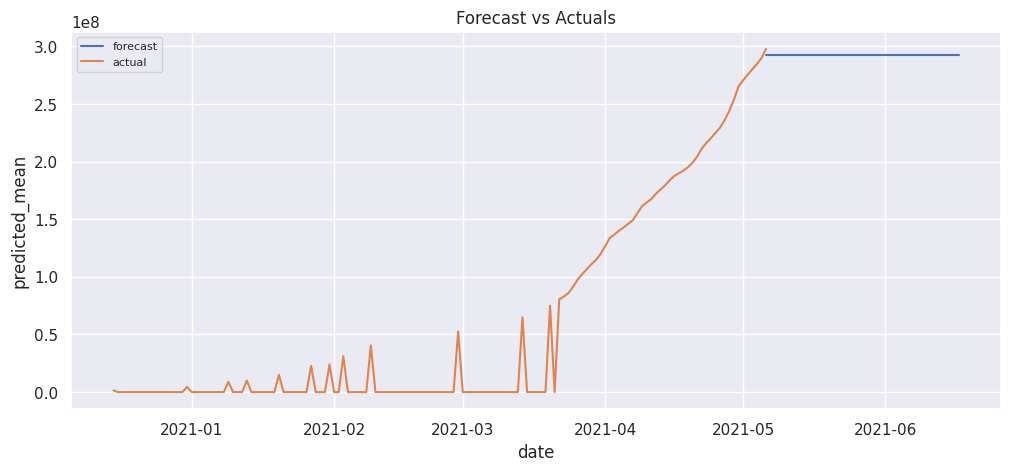 Forecast vs Actuals
1e8
forecast
actual
3.0
2.5
2.0
1.5
1.0
0.5
0.0
predicted_mean
2021-01
2021-02
2021-03
2021-04
2021-05
2021-06
date